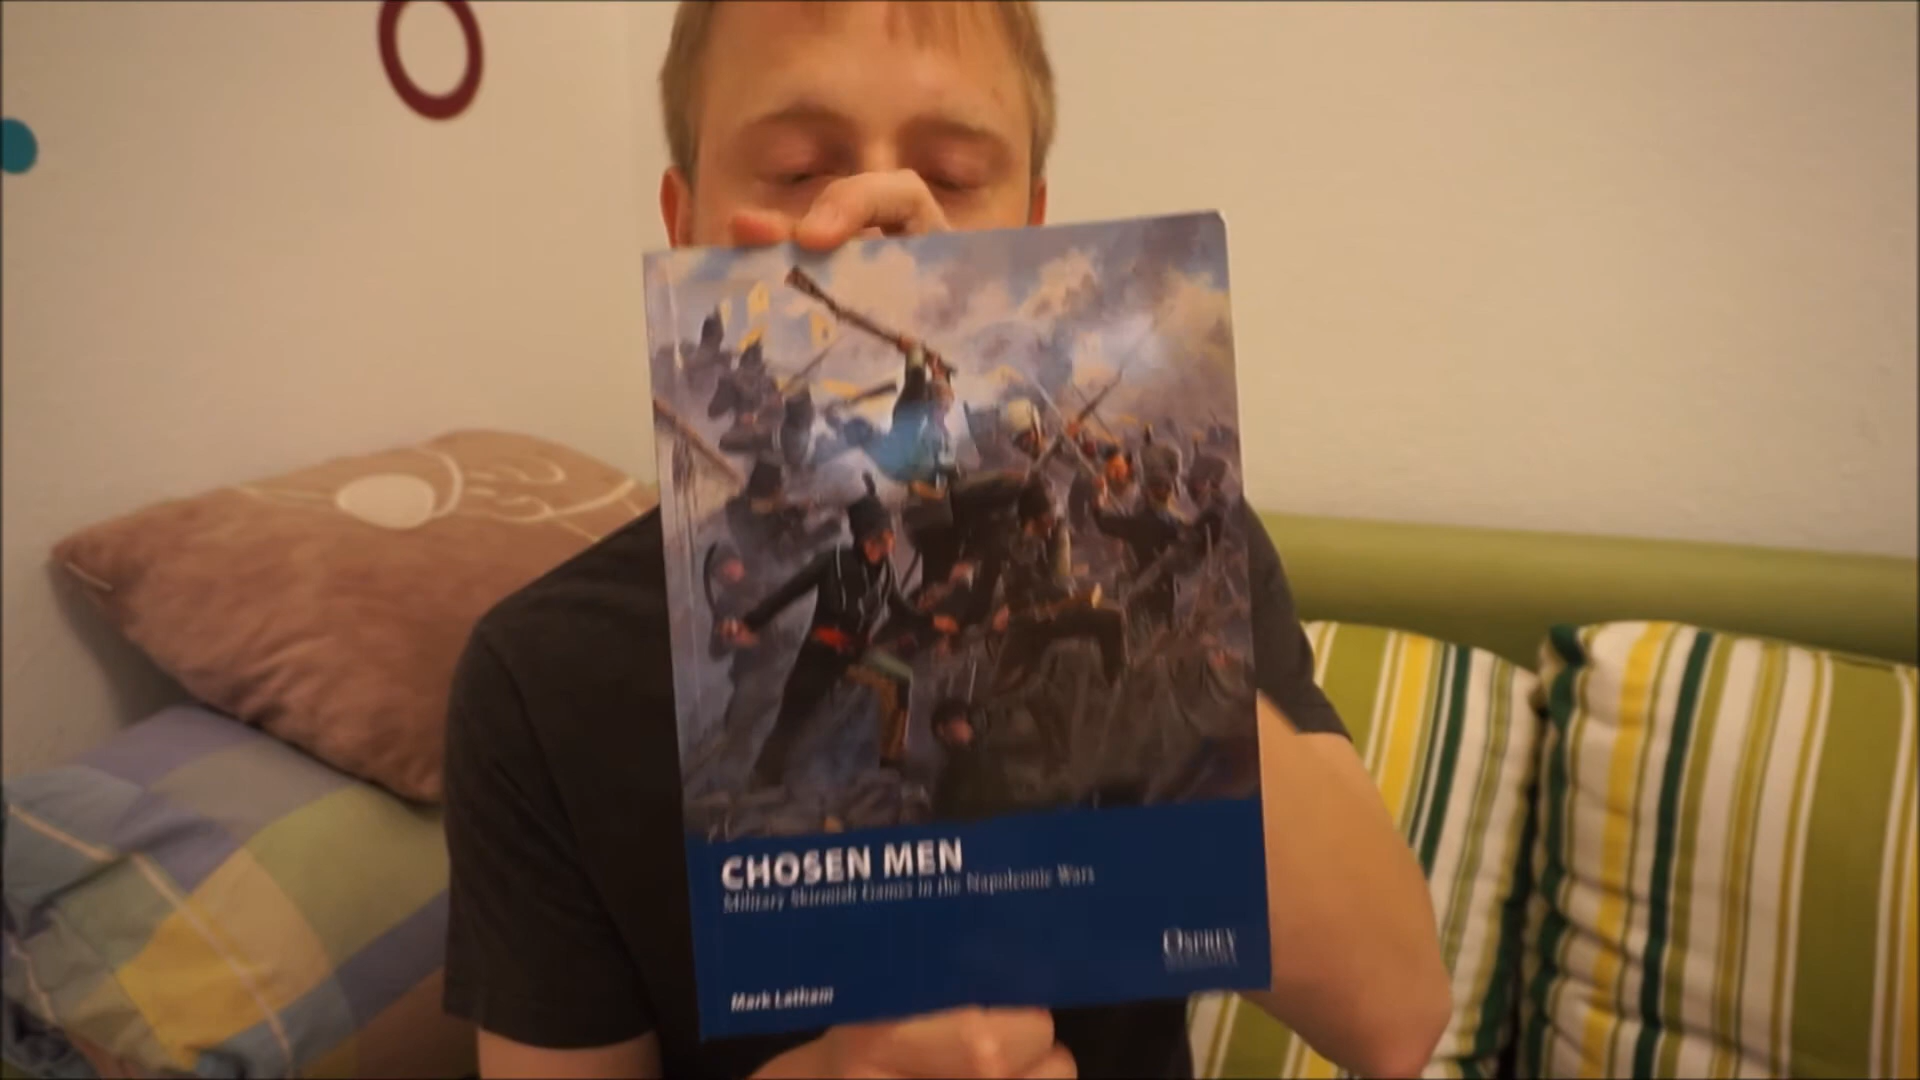 CHOSEN MEN
Military Skirmish Games in the Napoleonic Wars
OSPREY
Mark Latham